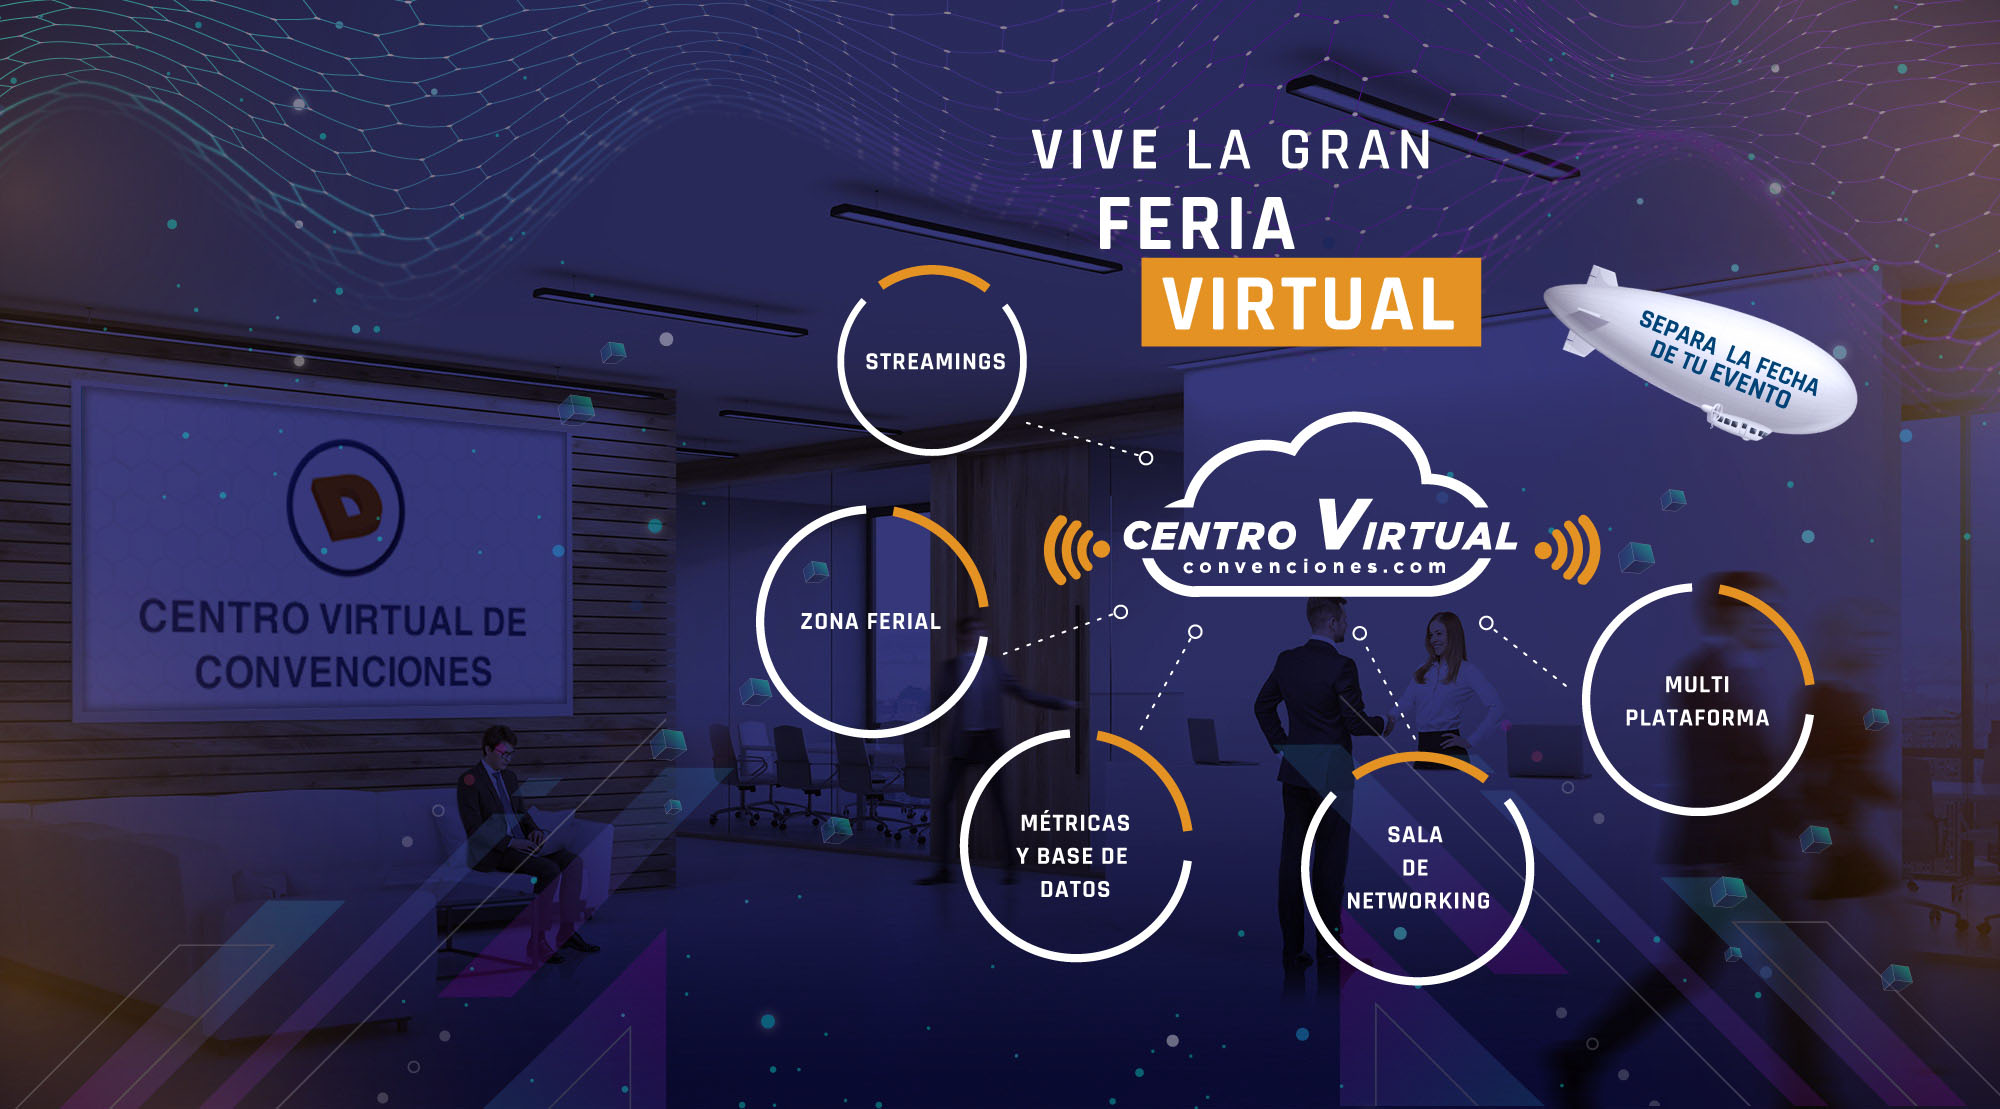 VIVE LA GRAN
FERIA
VIRTUAL
SEPARA LA FECHA
DE TU EVENTO
STREAMINGS
CENTRO VIRTUAL
convenciones.com
D
CENTRO VIRTUAL DE
CONVENCIONES
ZONA FERIAL
MULTI
PLATAFORMA
MÉTRICAS
Y BASE DE
DATOS
SALA
DE
NETWORKING